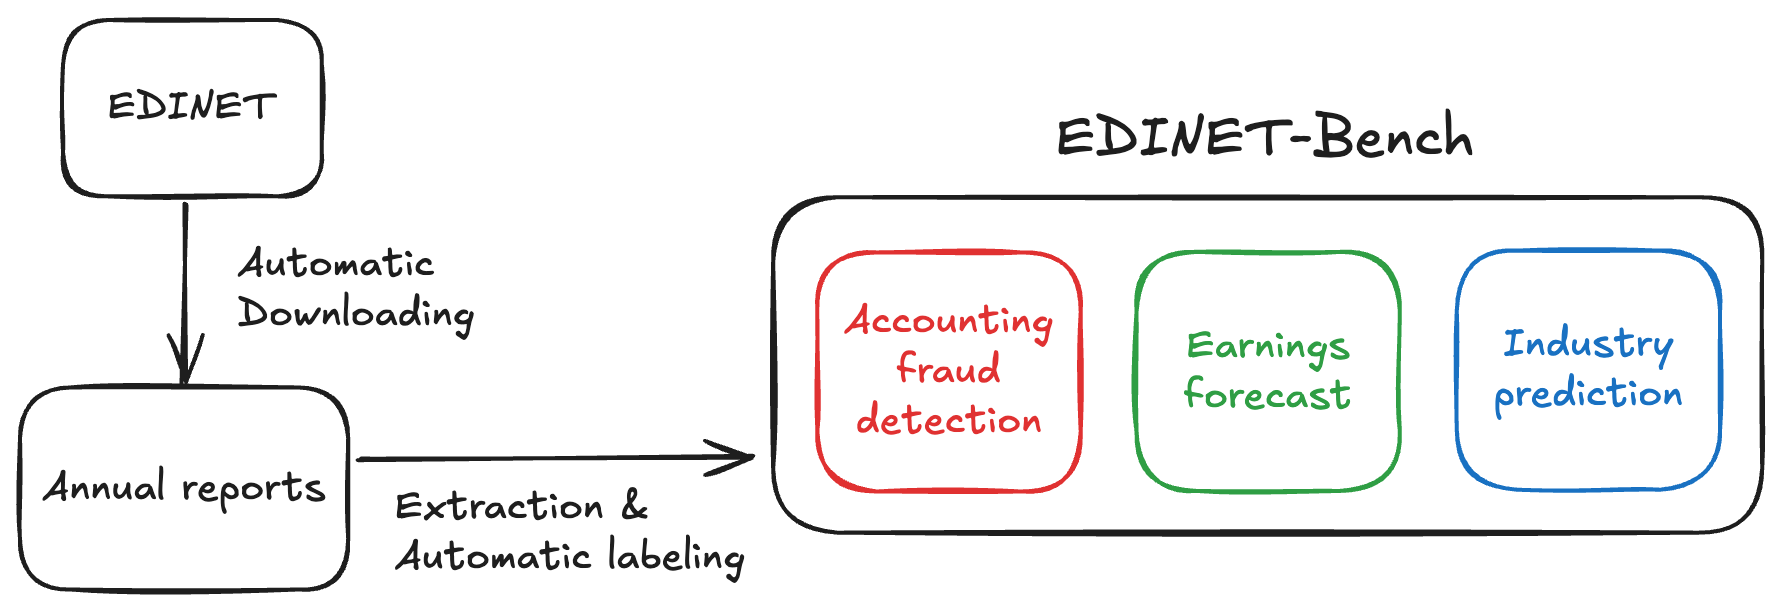 EDINET
Automatic
Downloading
Annual reports
Extraction &
Automatic labeling
EDINET-Bench
Accounting
fraud
detection
Earnings
forecast
Industry
prediction